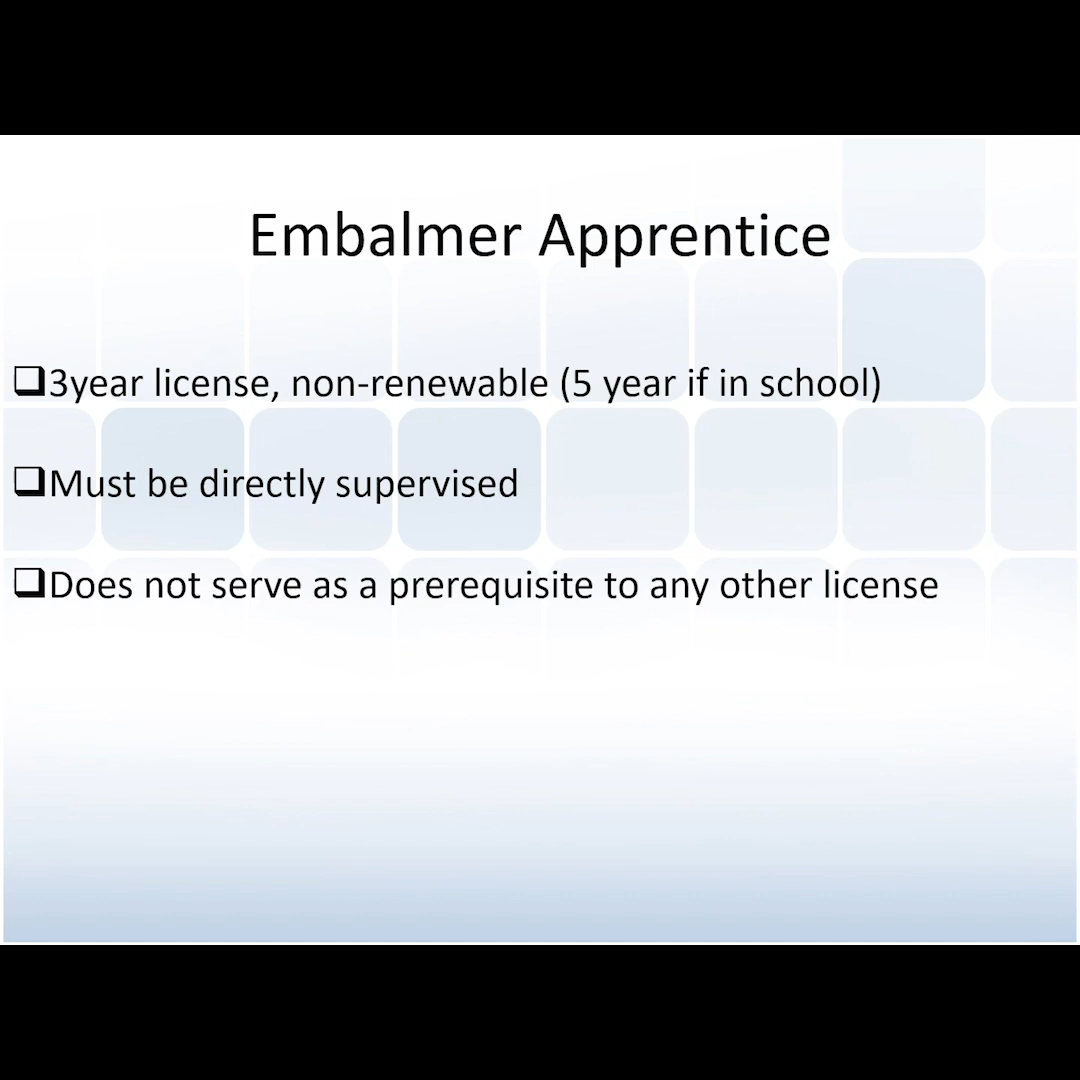 Embalmer Apprentice
❑3year license, non-renewable (5 year if in school)
❑Must be directly supervised
❑Does not serve as a prerequisite to any other license